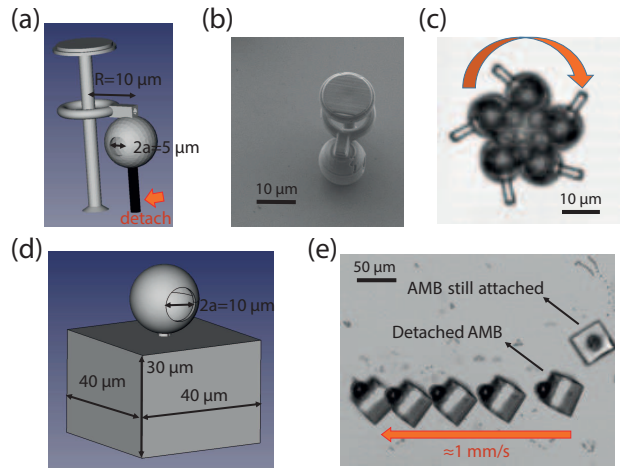 (a)
R=10 μm
2a=5 μm
detach
(b)
10 μm
(c)
10 μm
(d)
2a=10 μm
30 μm
40 μm
40 μm
(e)
50 μm
AMB still attached
Detached AMB
≈1 mm/s